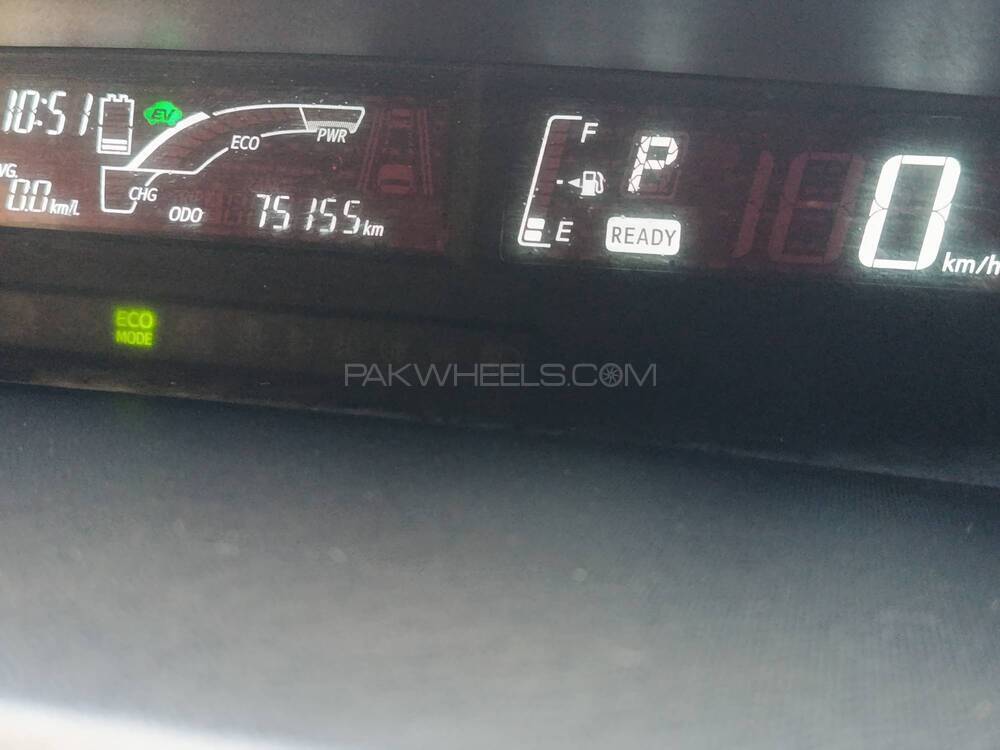 10:51
EV
ECO
PWR
VG.
0.0 km/L
CHG
ODO
75155 km
F
E
P
READY
0 km/h
ECO
MODE
PAKWHEELS.COM